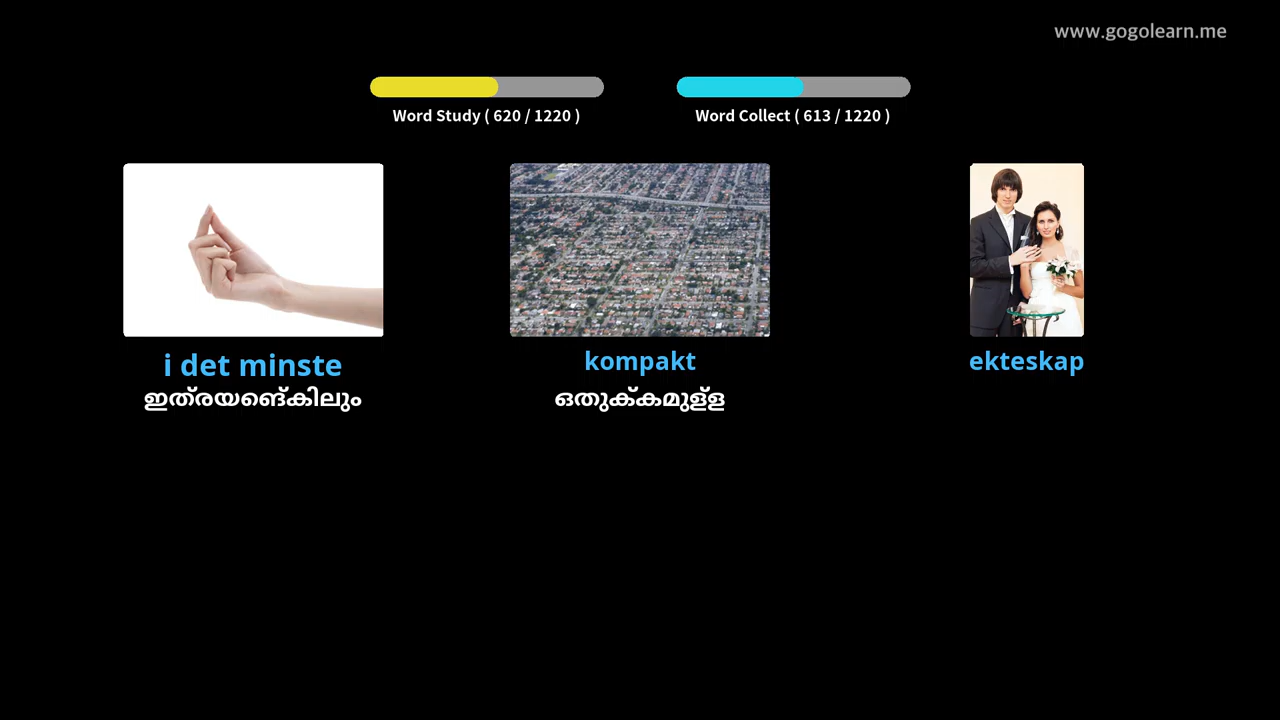 www.gogolearn.me
Word Study ( 620 / 1220 )
Word Collect ( 613 / 1220 )
i det minste
kompakt
ekteskap
ഇത്രയങ്കെിലും
ഒതുക്കമുള്ള